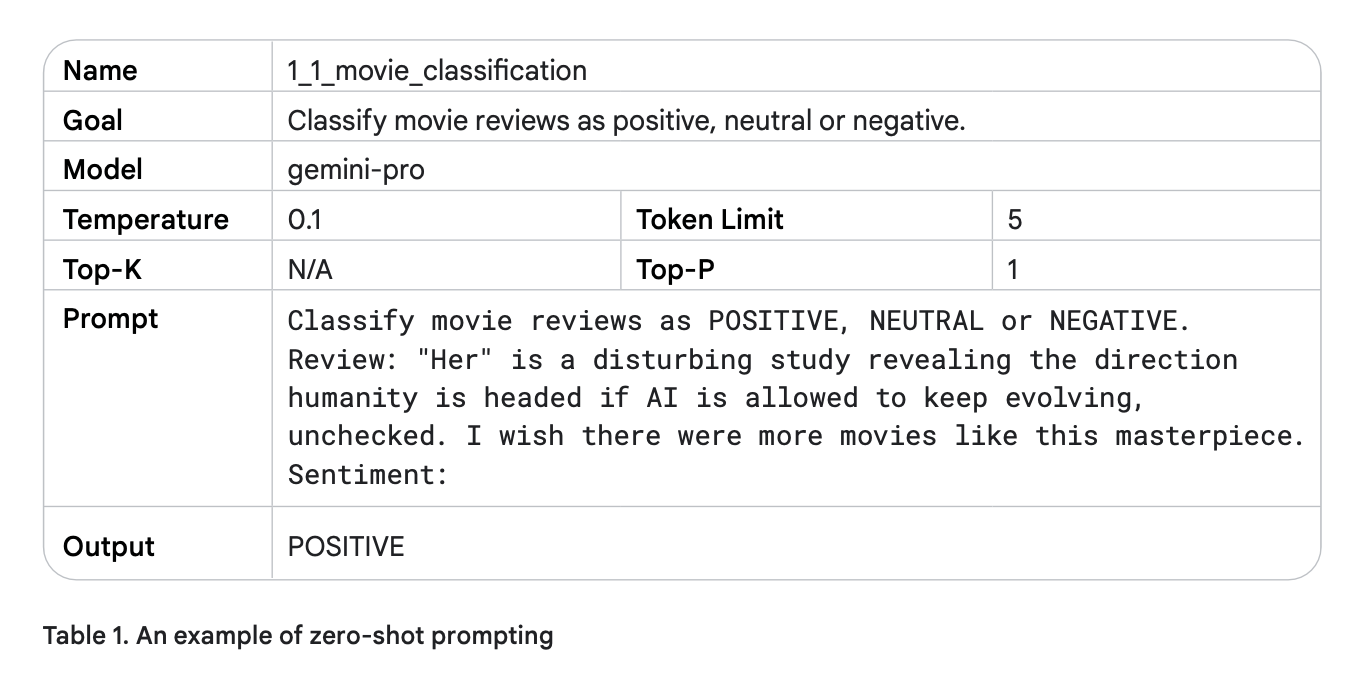 Name 1_1_movie_classification
Goal Classify movie reviews as positive, neutral or negative.
Model gemini-pro
Temperature 0.1 Token Limit 5
Top-K N/A Top-P 1
Prompt Classify movie reviews as POSITIVE, NEUTRAL or NEGATIVE.
Review: "Her" is a disturbing study revealing the direction
humanity is headed if AI is allowed to keep evolving,
unchecked. I wish there were more movies like this masterpiece.
Sentiment:
Output POSITIVE
Table 1. An example of zero-shot prompting